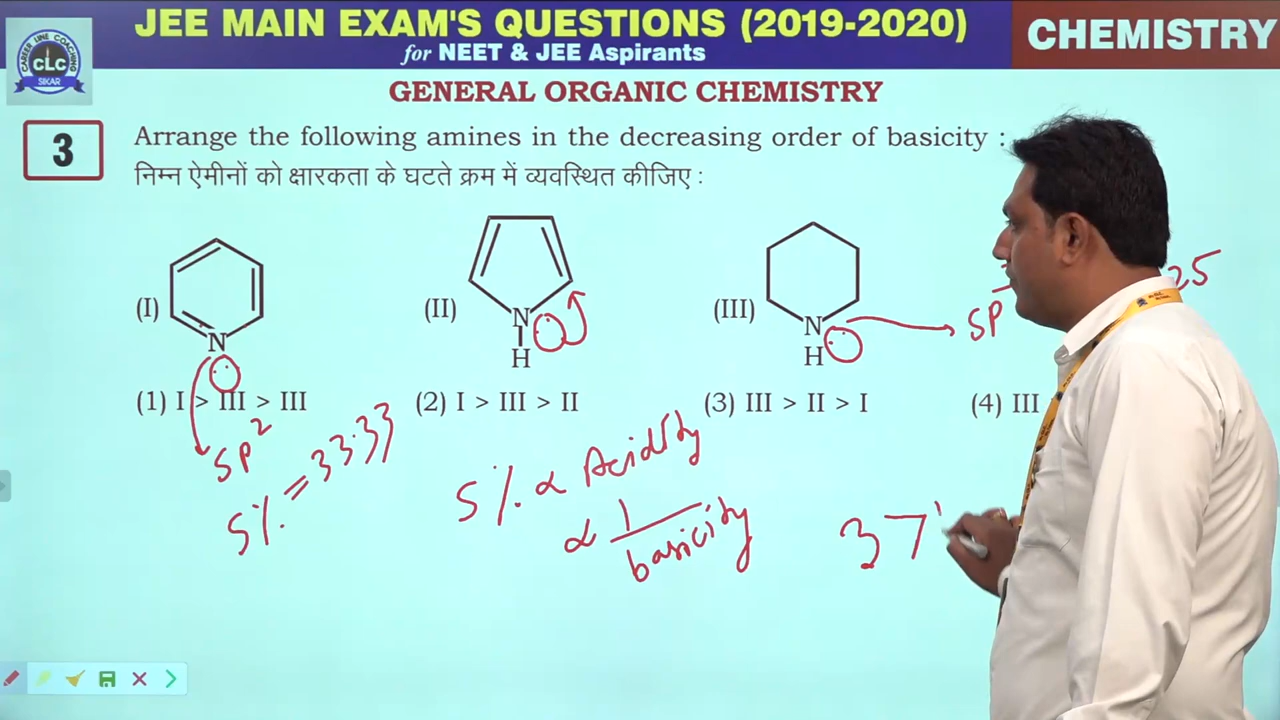 JEE MAIN EXAM'S QUESTIONS (2019-2020)
for NEET & JEE Aspirants
CHEMISTRY
CAREER LINE COACHING
CLC
SIKAR
GENERAL ORGANIC CHEMISTRY
3
Arrange the following amines in the decreasing order of basicity :
निम्न ऐमीनों को क्षारकता के घटते क्रम में व्यवस्थित कीजिए :
(I)
N
(II)
N
H
(III)
N
H
SP
25
(1) I > III > III
(2) I > III > II
(3) III > II > I
(4) III
SP²
S% = 33.33
S% ∝ Acidity
∝ 1/basicity
37